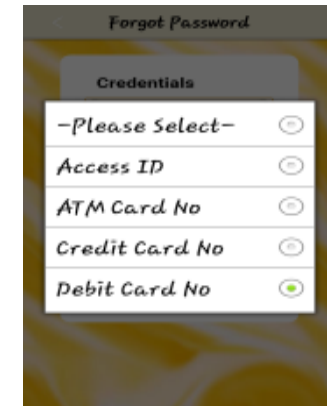 Forgot Password
Credentials
-Please Select-
Access ID
ATM Card No
Credit Card No
Debit Card No